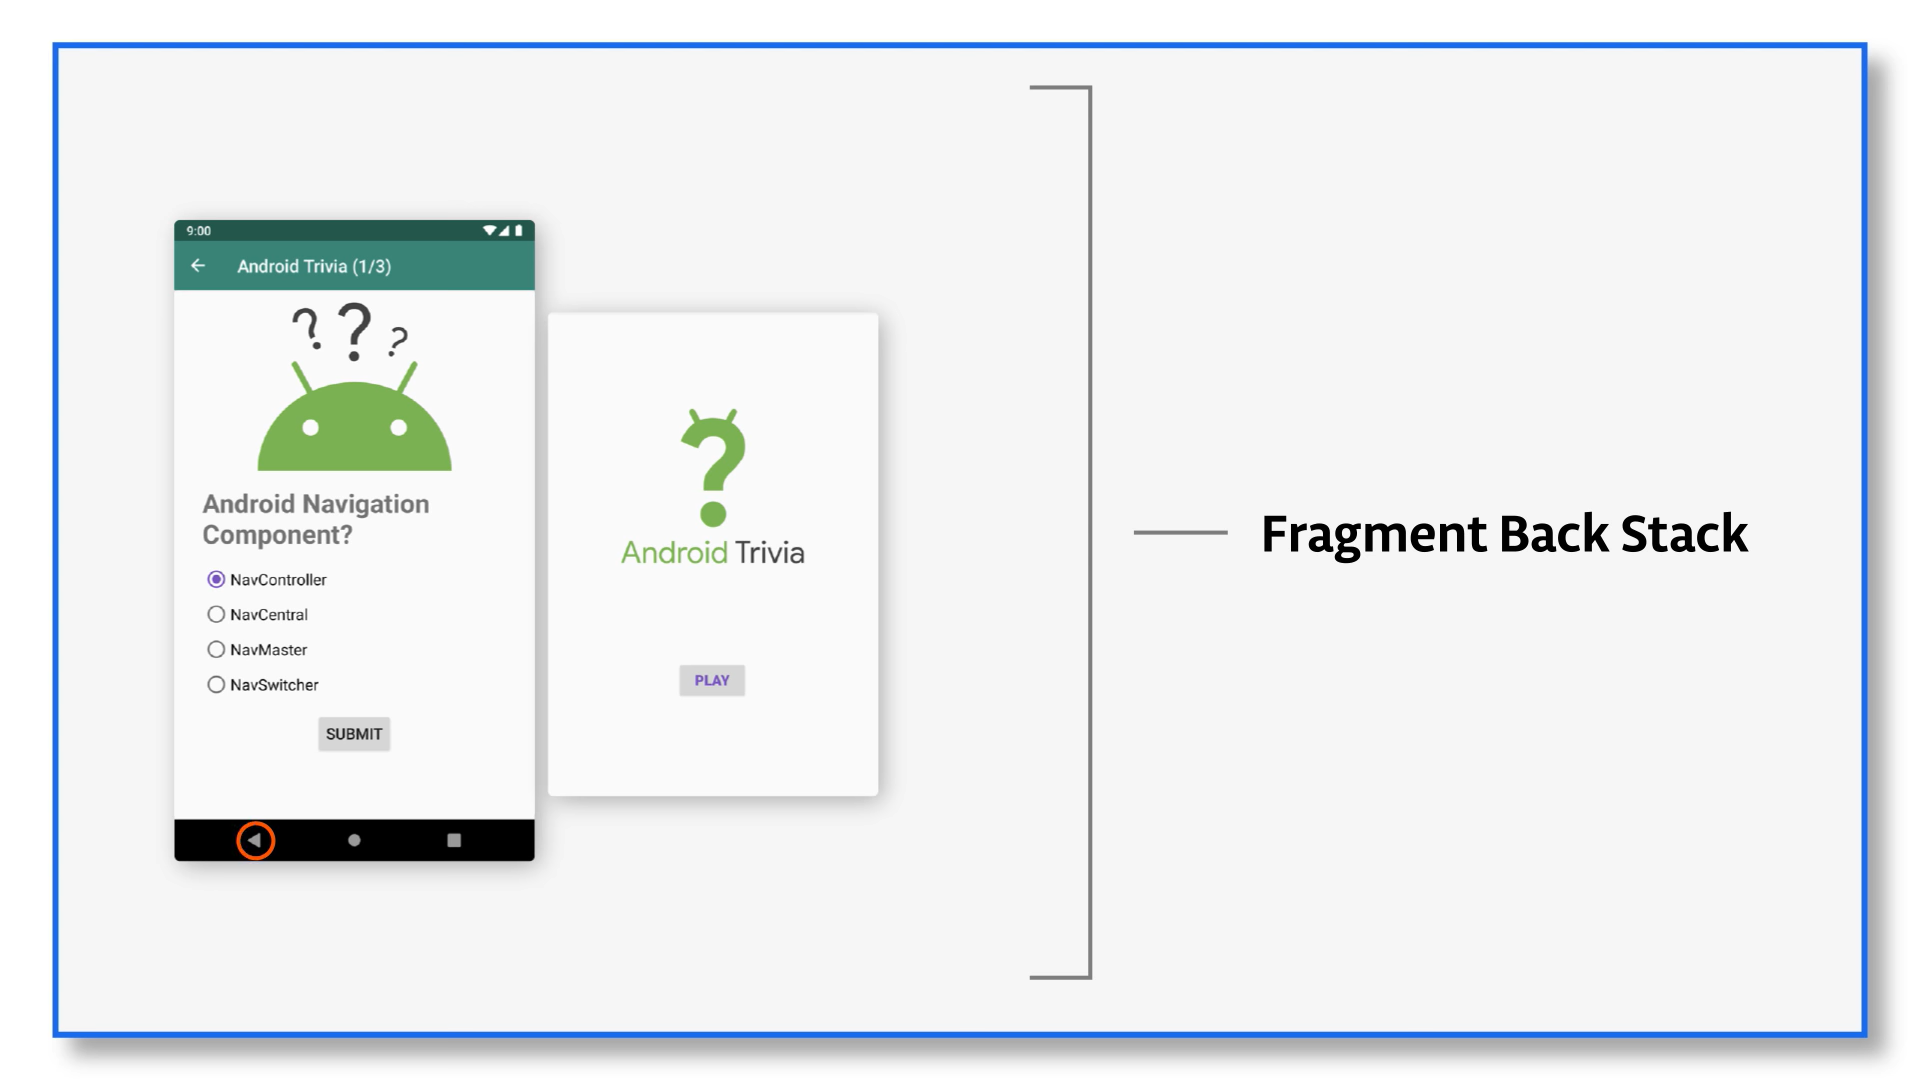 9:00
Android Trivia (1/3)
? ? ?
Android Navigation
Component?
NavController
NavCentral
NavMaster
NavSwitcher
SUBMIT
?
Android Trivia
PLAY
Fragment Back Stack